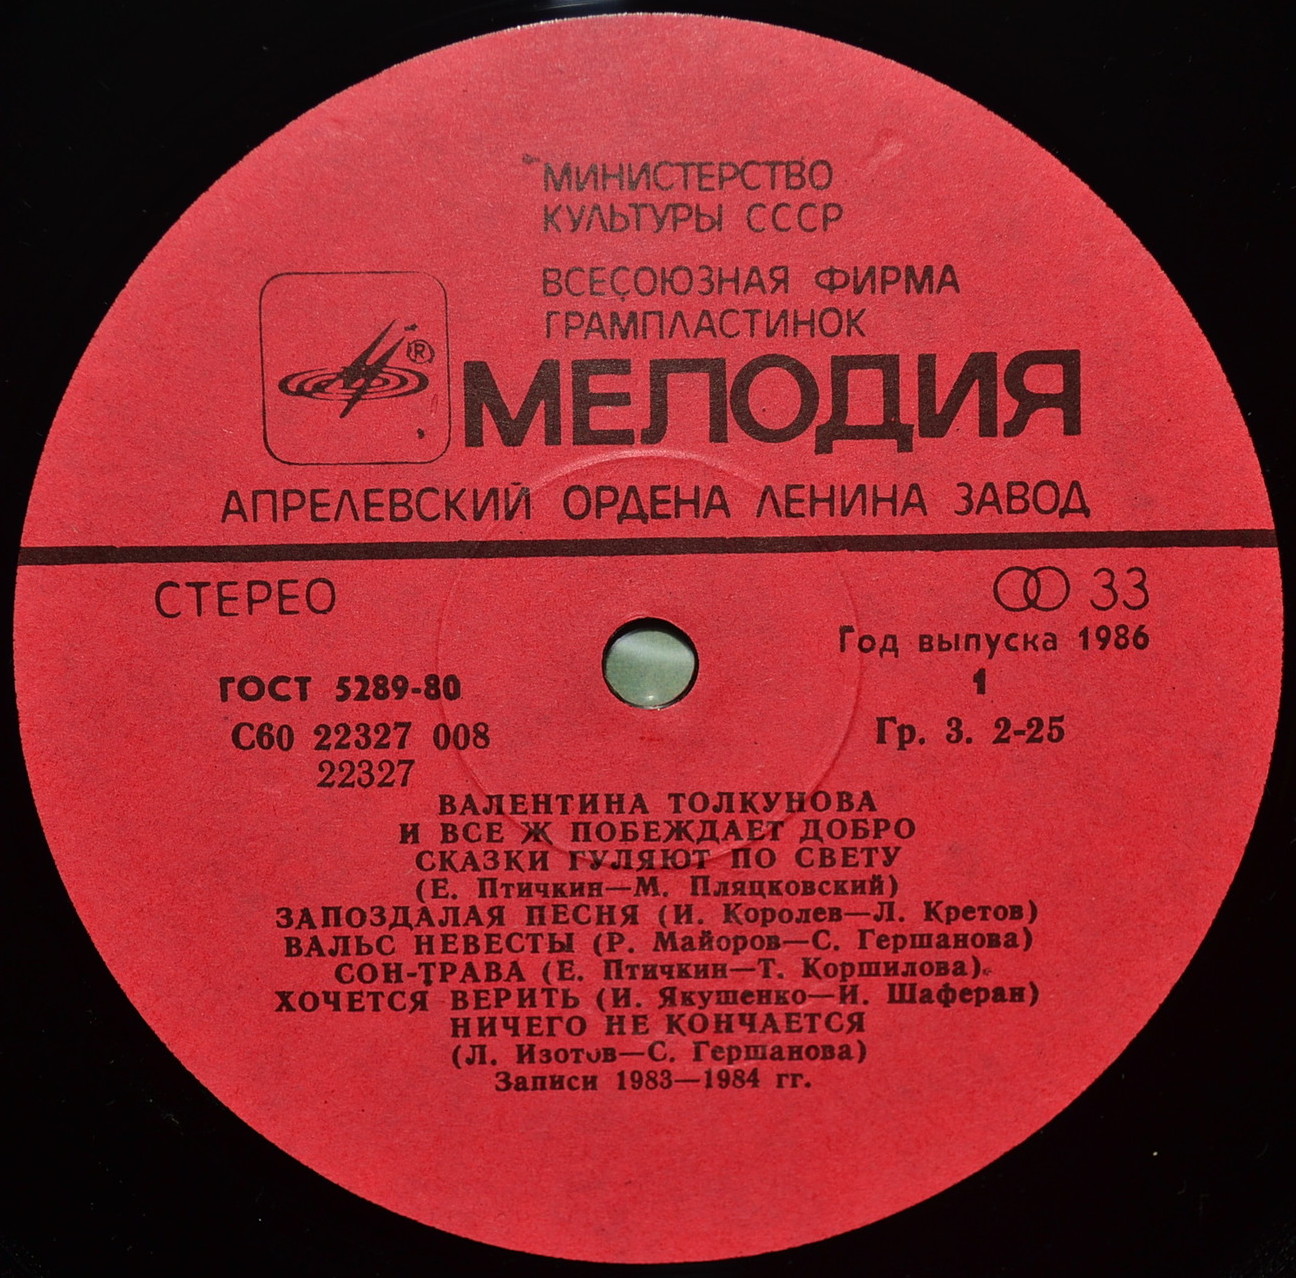 МИНИСТЕРСТВО
КУЛЬТУРЫ СССР
ВСЕСОЮЗНАЯ ФИРМА
ГРАМПЛАСТИНОК
®
МЕЛОДИЯ
АПРЕЛЕВСКИЙ ОРДЕНА ЛЕНИНА ЗАВОД
СТЕРЕО
33
Год выпуска 1986
ГОСТ 5289-80
1
С60 22327 008
Гр. 3. 2-25
22327
ВАЛЕНТИНА ТОЛКУНОВА
И ВСЕ Ж ПОБЕЖДАЕТ ДОБРО
СКАЗКИ ГУЛЯЮТ ПО СВЕТУ
(Е. Птичкин—М. Пляцковский)
ЗАПОЗДАЛАЯ ПЕСНЯ (И. Королев—Л. Кретов)
ВАЛЬС НЕВЕСТЫ (Р. Майоров—С. Гершанова)
СОН-ТРАВА (Е. Птичкин—Т. Коршилова)
ХОЧЕТСЯ ВЕРИТЬ (И. Якушенко—И. Шаферан)
НИЧЕГО НЕ КОНЧАЕТСЯ
(Л. Изотов—С. Гершанова)
Записи 1983—1984 гг.